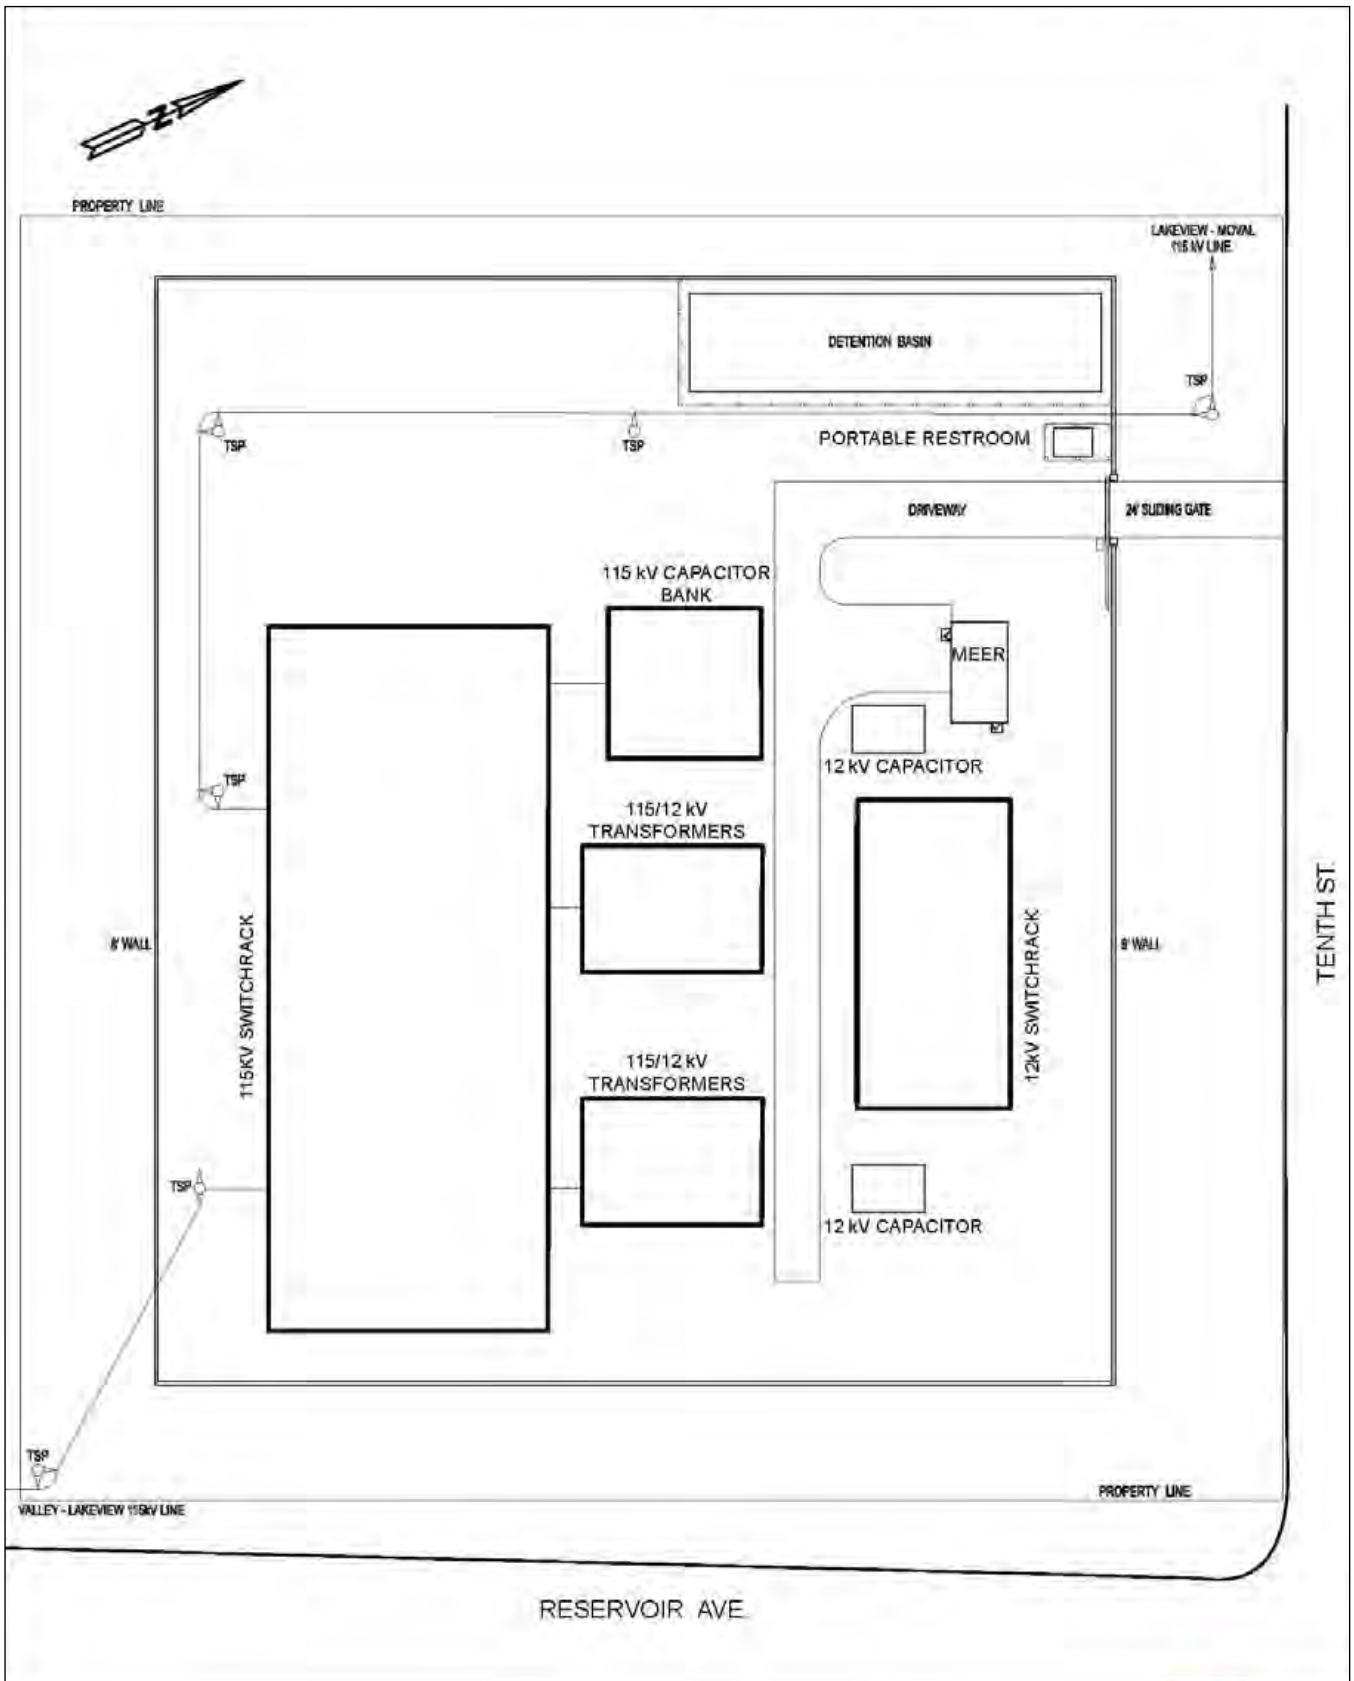 N
PROPERTY LINE
LAKEVIEW - MOVAL
115 kV LINE
DETENTION BASIN
TSP
TSP
TSP
PORTABLE RESTROOM
DRIVEWAY
24' SLIDING GATE
115 kV CAPACITOR
BANK
MEER
TSP
12 kV CAPACITOR
115/12 kV
TRANSFORMERS
8' WALL
115KV SWITCHRACK
12kV SWITCHRACK
8' WALL
TENTH ST.
115/12 kV
TRANSFORMERS
TSP
12 kV CAPACITOR
TSP
PROPERTY LINE
VALLEY - LAKEVIEW 115kV LINE
RESERVOIR AVE.